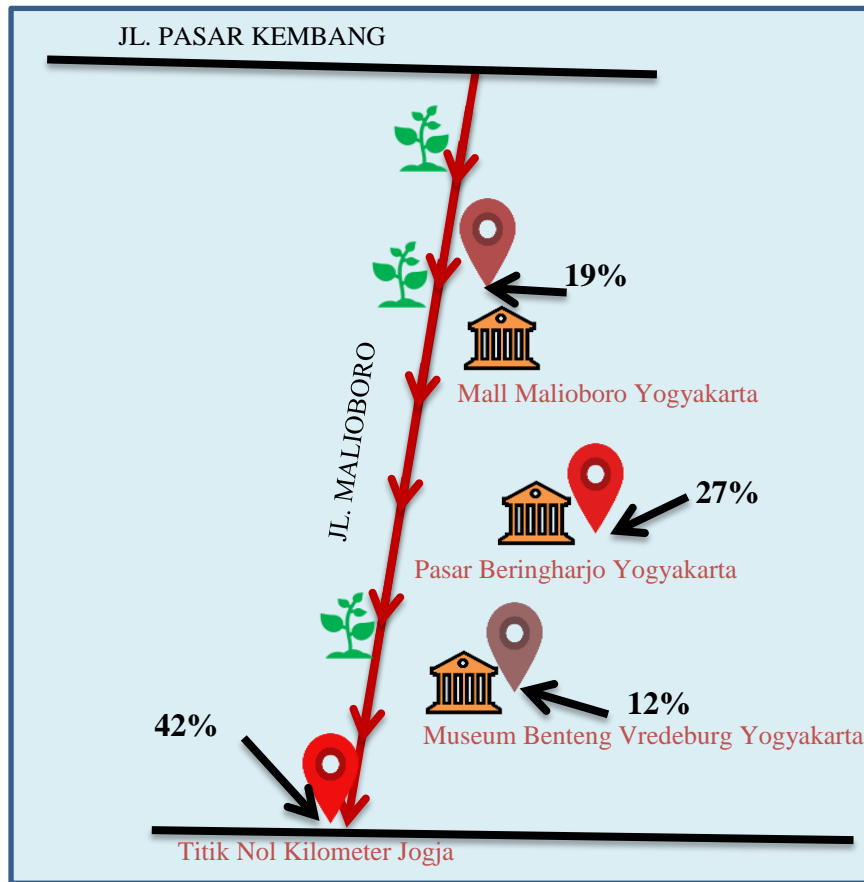 JL. PASAR KEMBANG
19%
Mall Malioboro Yogyakarta
JL. MALIOBORO
27%
Pasar Beringharjo Yogyakarta
12%
Museum Benteng Vredeburg Yogyakarta
42%
Titik Nol Kilometer Jogja